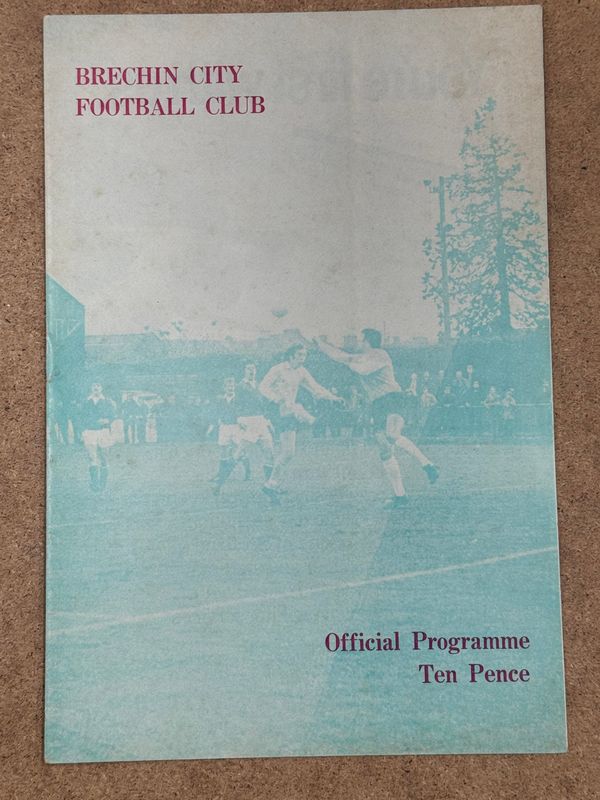 BRECHIN CITY
FOOTBALL CLUB
Official Programme
Ten Pence